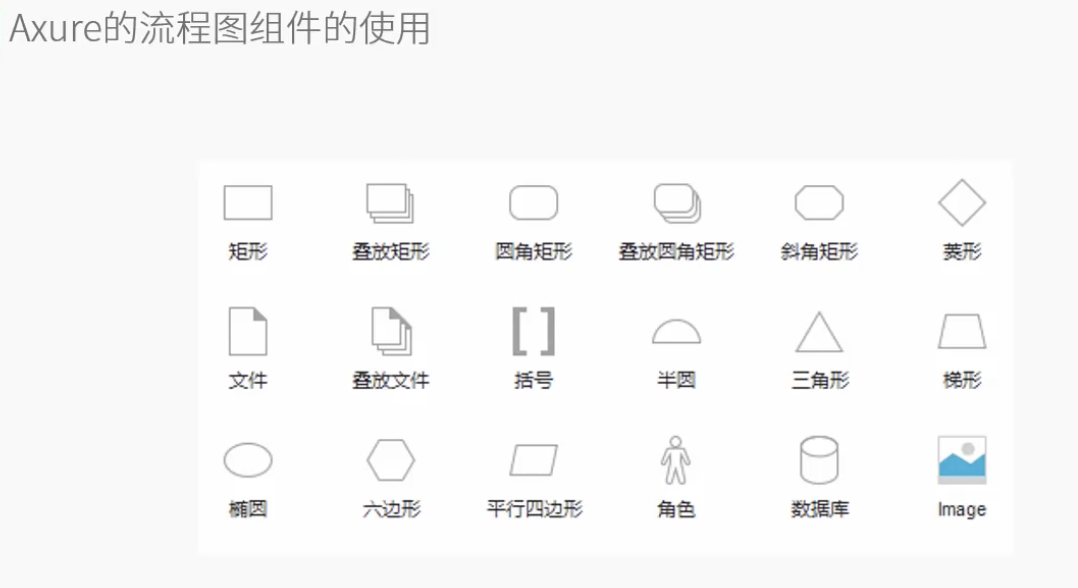 Axure的流程图组件的使用
矩形 叠放矩形 圆角矩形 叠放圆角矩形 斜角矩形 菱形
文件 叠放文件 括号 半圆 三角形 梯形
椭圆 六边形 平行四边形 角色 数据库 Image